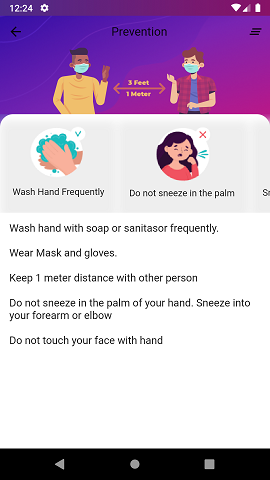 12:24
Prevention
3 Feet
1 Meter
Wash Hand Frequently
Do not sneeze in the palm
Wash hand with soap or sanitasor frequently.
Wear Mask and gloves.
Keep 1 meter distance with other person
Do not sneeze in the palm of your hand. Sneeze into
your forearm or elbow
Do not touch your face with hand